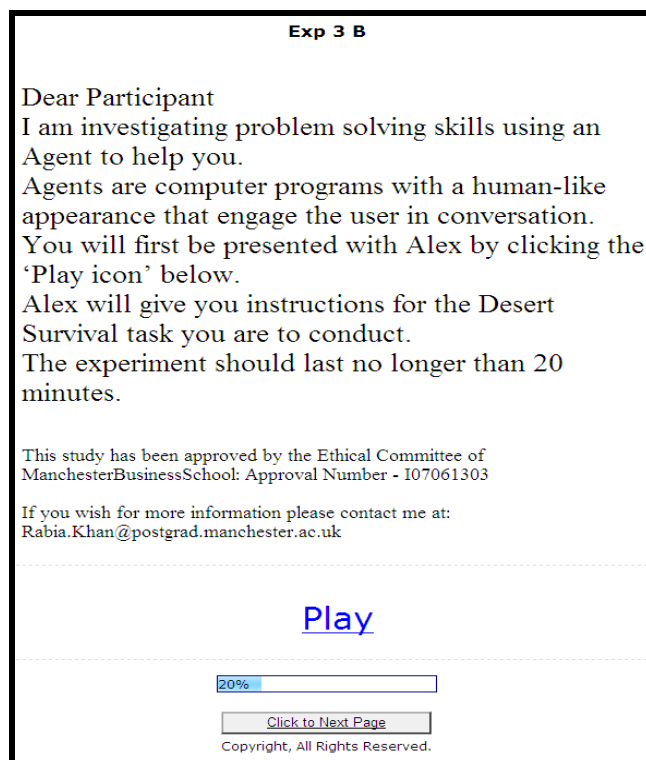 Exp 3 B
Dear Participant
I am investigating problem solving skills using an
Agent to help you.
Agents are computer programs with a human-like
appearance that engage the user in conversation.
You will first be presented with Alex by clicking the
‘Play icon’ below.
Alex will give you instructions for the Desert
Survival task you are to conduct.
The experiment should last no longer than 20
minutes.
This study has been approved by the Ethical Committee of
ManchesterBusinessSchool: Approval Number - I07061303
If you wish for more information please contact me at:
Rabia.Khan@postgrad.manchester.ac.uk
Play
20%
Click to Next Page
Copyright, All Rights Reserved.